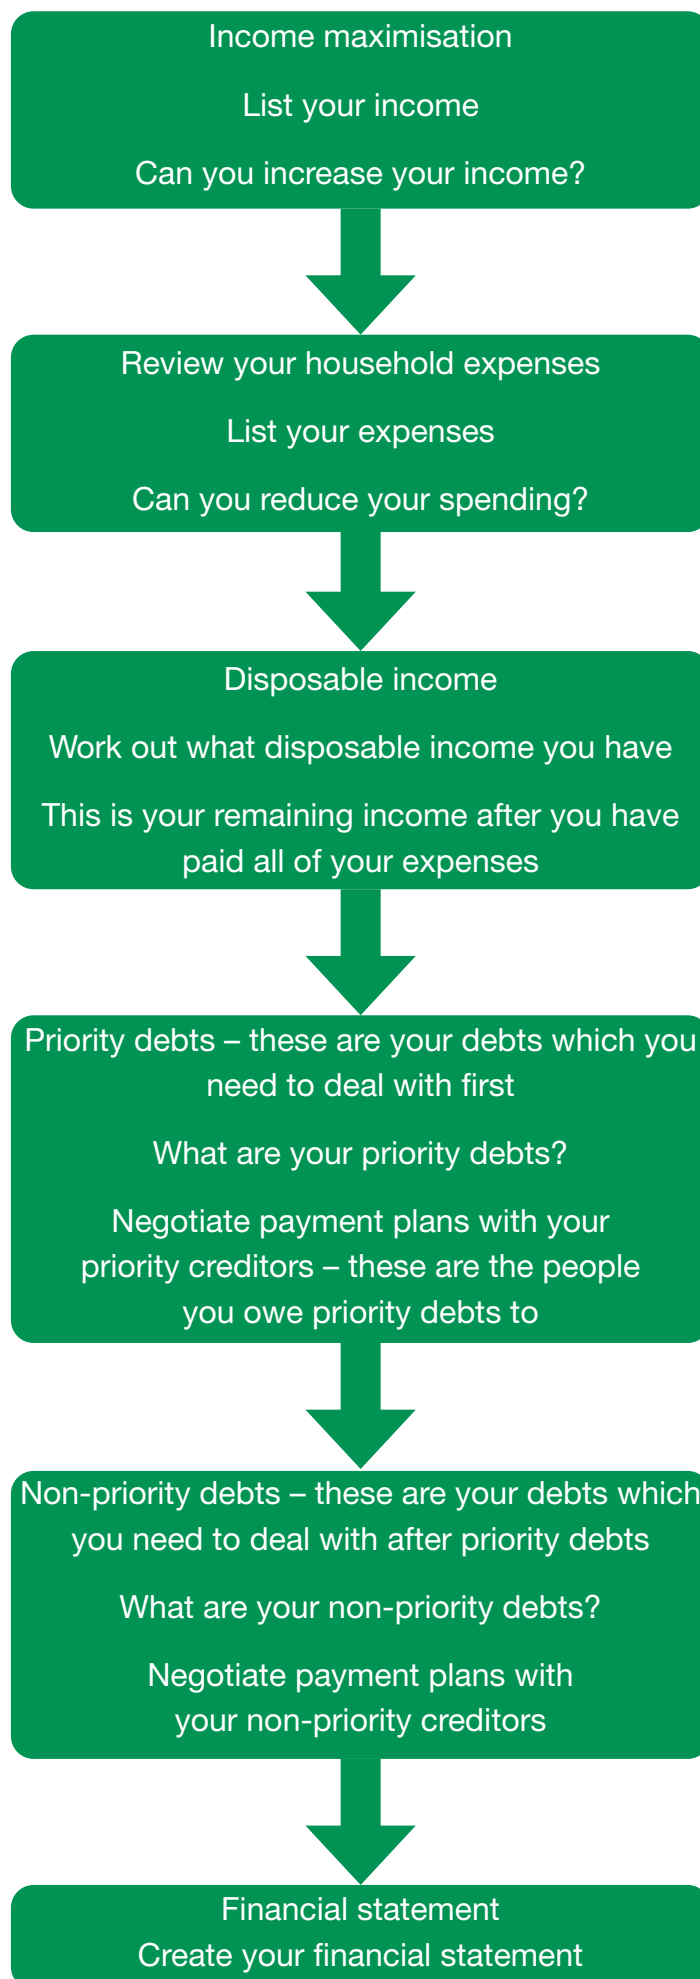 Income maximisation
List your income
Can you increase your income?
Review your household expenses
List your expenses
Can you reduce your spending?
Disposable income
Work out what disposable income you have
This is your remaining income after you have
paid all of your expenses
Priority debts – these are your debts which you
need to deal with first
What are your priority debts?
Negotiate payment plans with your
priority creditors – these are the people
you owe priority debts to
Non-priority debts – these are your debts which
you need to deal with after priority debts
What are your non-priority debts?
Negotiate payment plans with
your non-priority creditors
Financial statement
Create your financial statement